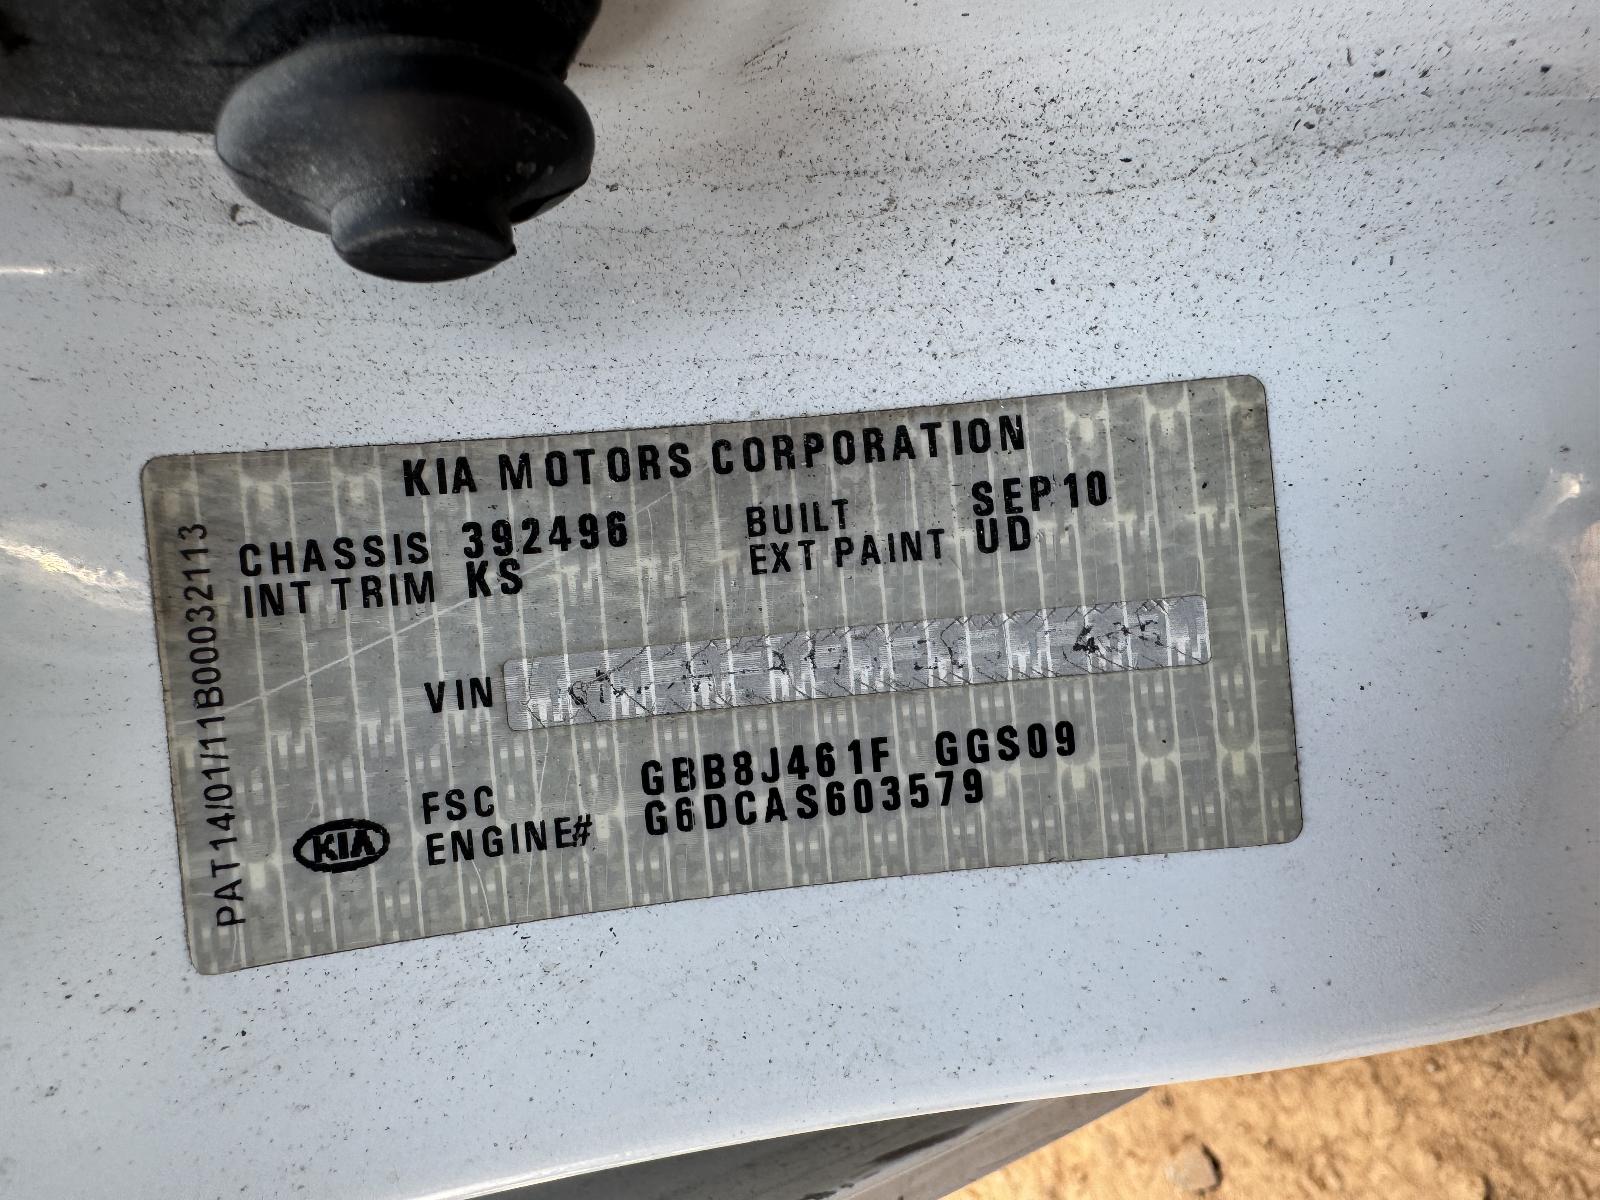 KIA MOTORS CORPORATION
CHASSIS 392496 BUILT SEP10
INT TRIM KS EXT PAINT UD
VIN
FSC GBB8J461F GGS09
ENGINE# G6DCAS603579
KIA
PAT14/01/11B00032113